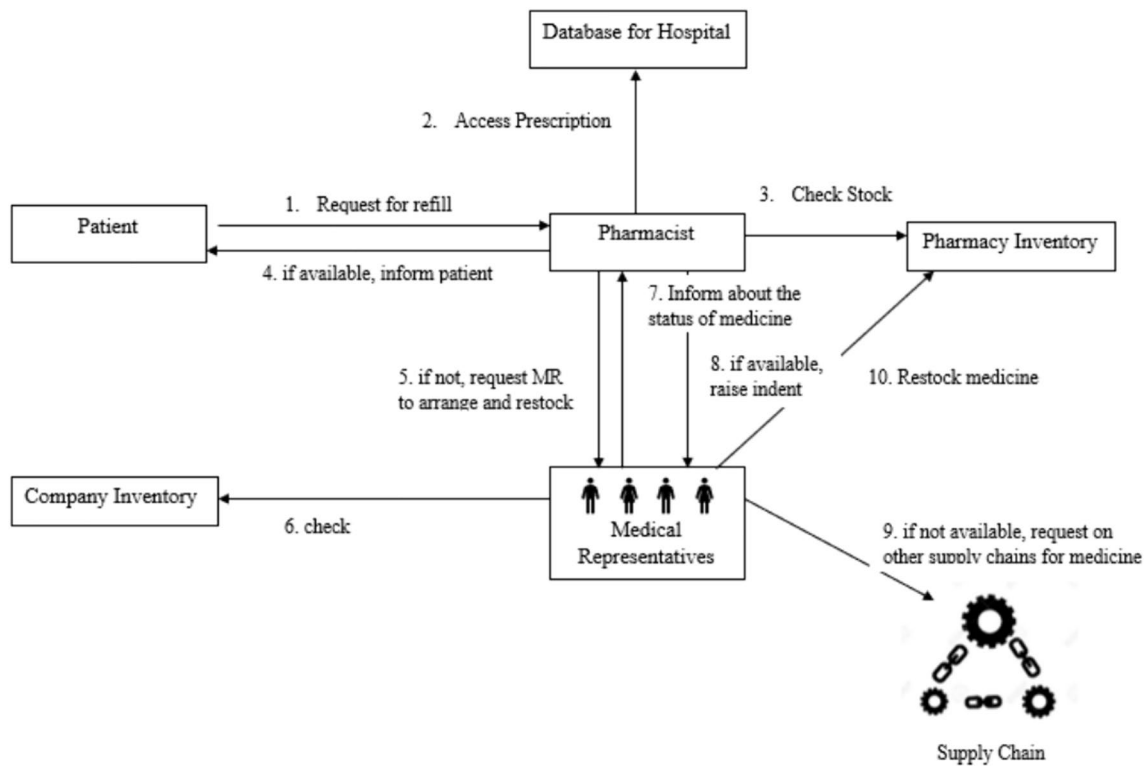 Database for Hospital
2. Access Prescription
1. Request for refill
3. Check Stock
Patient
Pharmacist
Pharmacy Inventory
4. if available, inform patient
7. Inform about the
status of medicine
8. if available,
raise indent
5. if not, request MR
to arrange and restock
10. Restock medicine
Company Inventory
6. check
Medical
Representatives
9. if not available, request on
other supply chains for medicine
Supply Chain